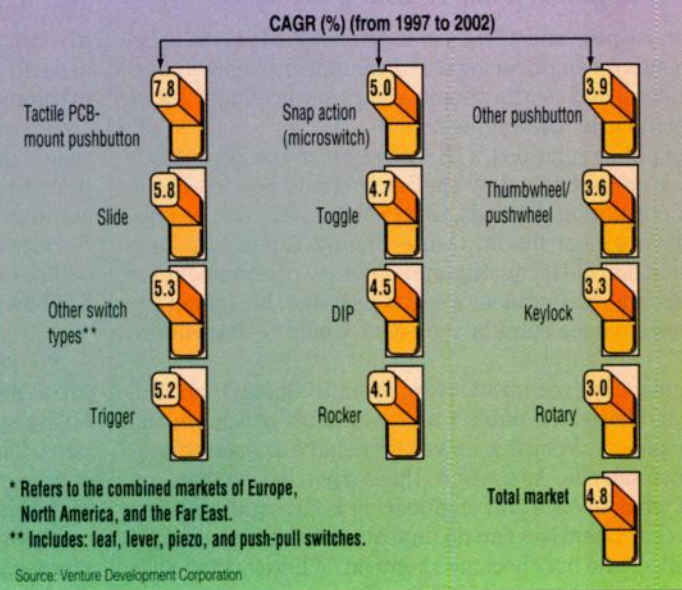 CAGR (%) (from 1997 to 2002)
7.8
Tactile PCB-
mount pushbutton
5.8
Slide
5.3
Other switch
types**
5.2
Trigger
5.0
Snap action
(microswitch)
4.7
Toggle
4.5
DIP
4.1
Rocker
3.9
Other pushbutton
3.6
Thumbwheel/
pushwheel
3.3
Keylock
3.0
Rotary
Total market 4.8
* Refers to the combined markets of Europe,
North America, and the Far East.
** Includes: leaf, lever, piezo, and push-pull switches.
Source: Venture Development Corporation